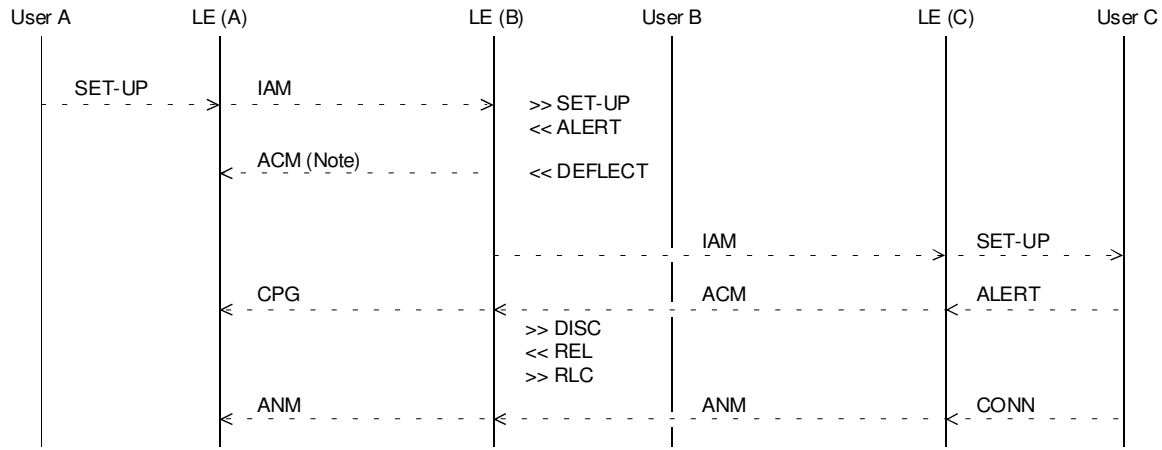 User A LE (A) LE (B) User B LE (C) User C
SET-UP IAM >> SET-UP
<< ALERT
ACM (Note) << DEFLECT
IAM SET-UP
CPG ACM ALERT
>> DISC
<< REL
>> RLC
ANM ANM CONN